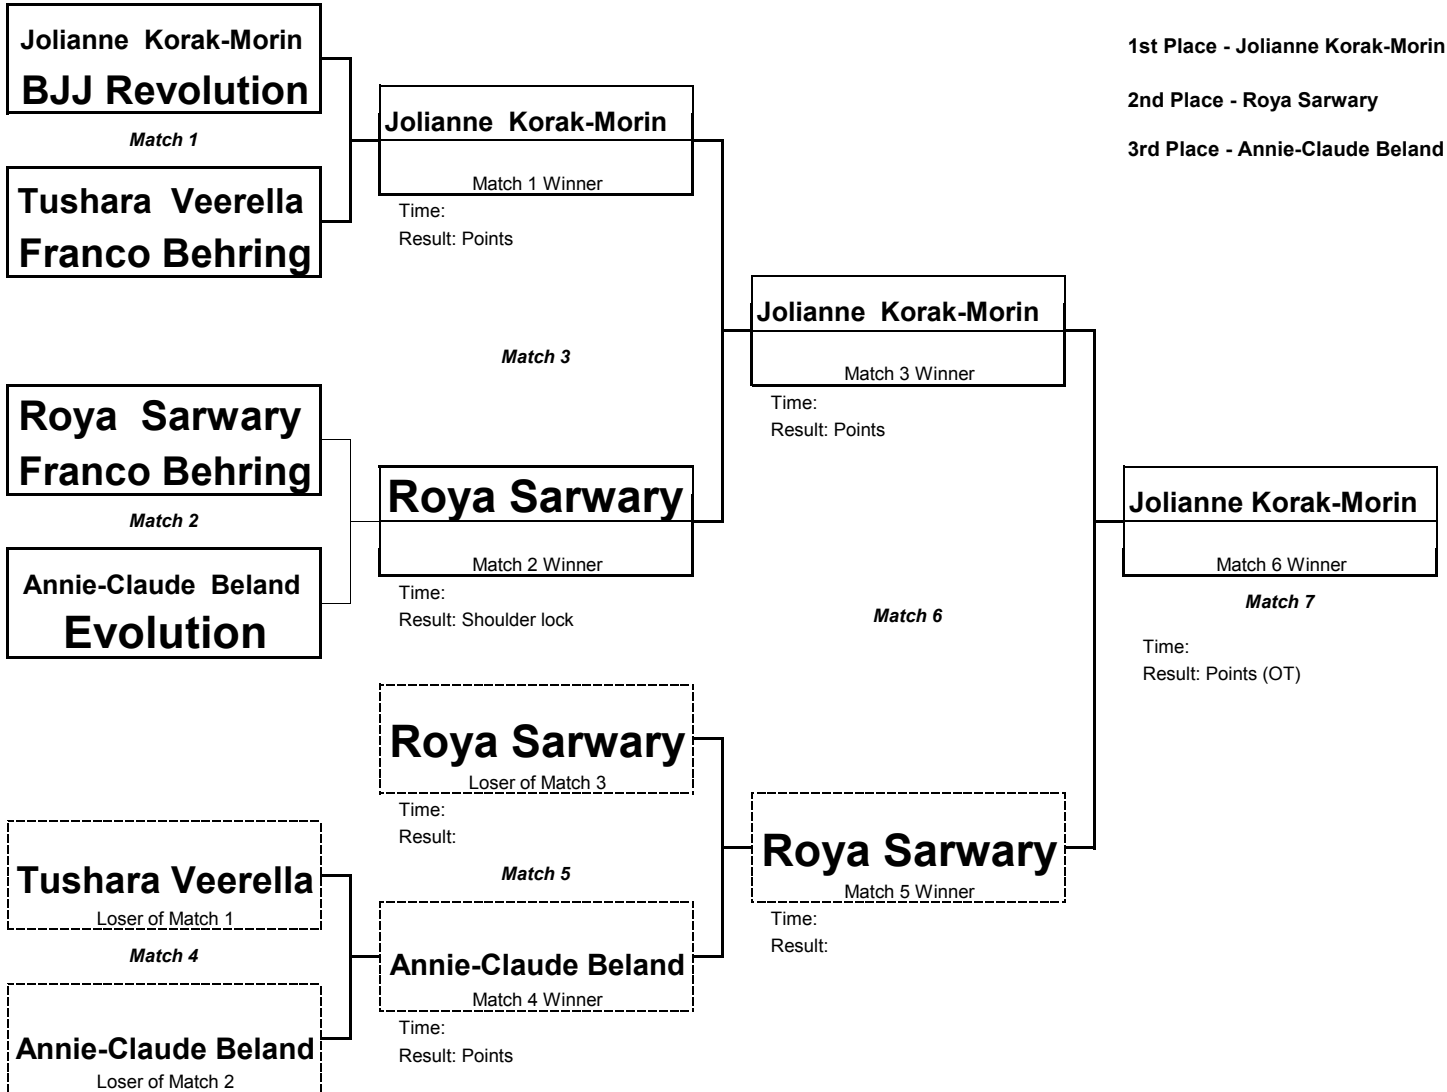 Jolianne Korak-Morin
BJJ Revolution
Match 1
Tushara Veerella
Franco Behring
Roya Sarwary
Franco Behring
Match 2
Annie-Claude Beland
Evolution
Jolianne Korak-Morin
Match 1 Winner
Time:
Result: Points
Match 3
Roya Sarwary
Match 2 Winner
Time:
Result: Shoulder lock
Jolianne Korak-Morin
Match 3 Winner
Time:
Result: Points
Match 6
Jolianne Korak-Morin
Match 6 Winner
Match 7
Time:
Result: Points (OT)
1st Place - Jolianne Korak-Morin
2nd Place - Roya Sarwary
3rd Place - Annie-Claude Beland
Tushara Veerella
Loser of Match 1
Match 4
Annie-Claude Beland
Loser of Match 2
Roya Sarwary
Loser of Match 3
Time:
Result:
Match 5
Annie-Claude Beland
Match 4 Winner
Time:
Result: Points
Roya Sarwary
Match 5 Winner
Time:
Result: